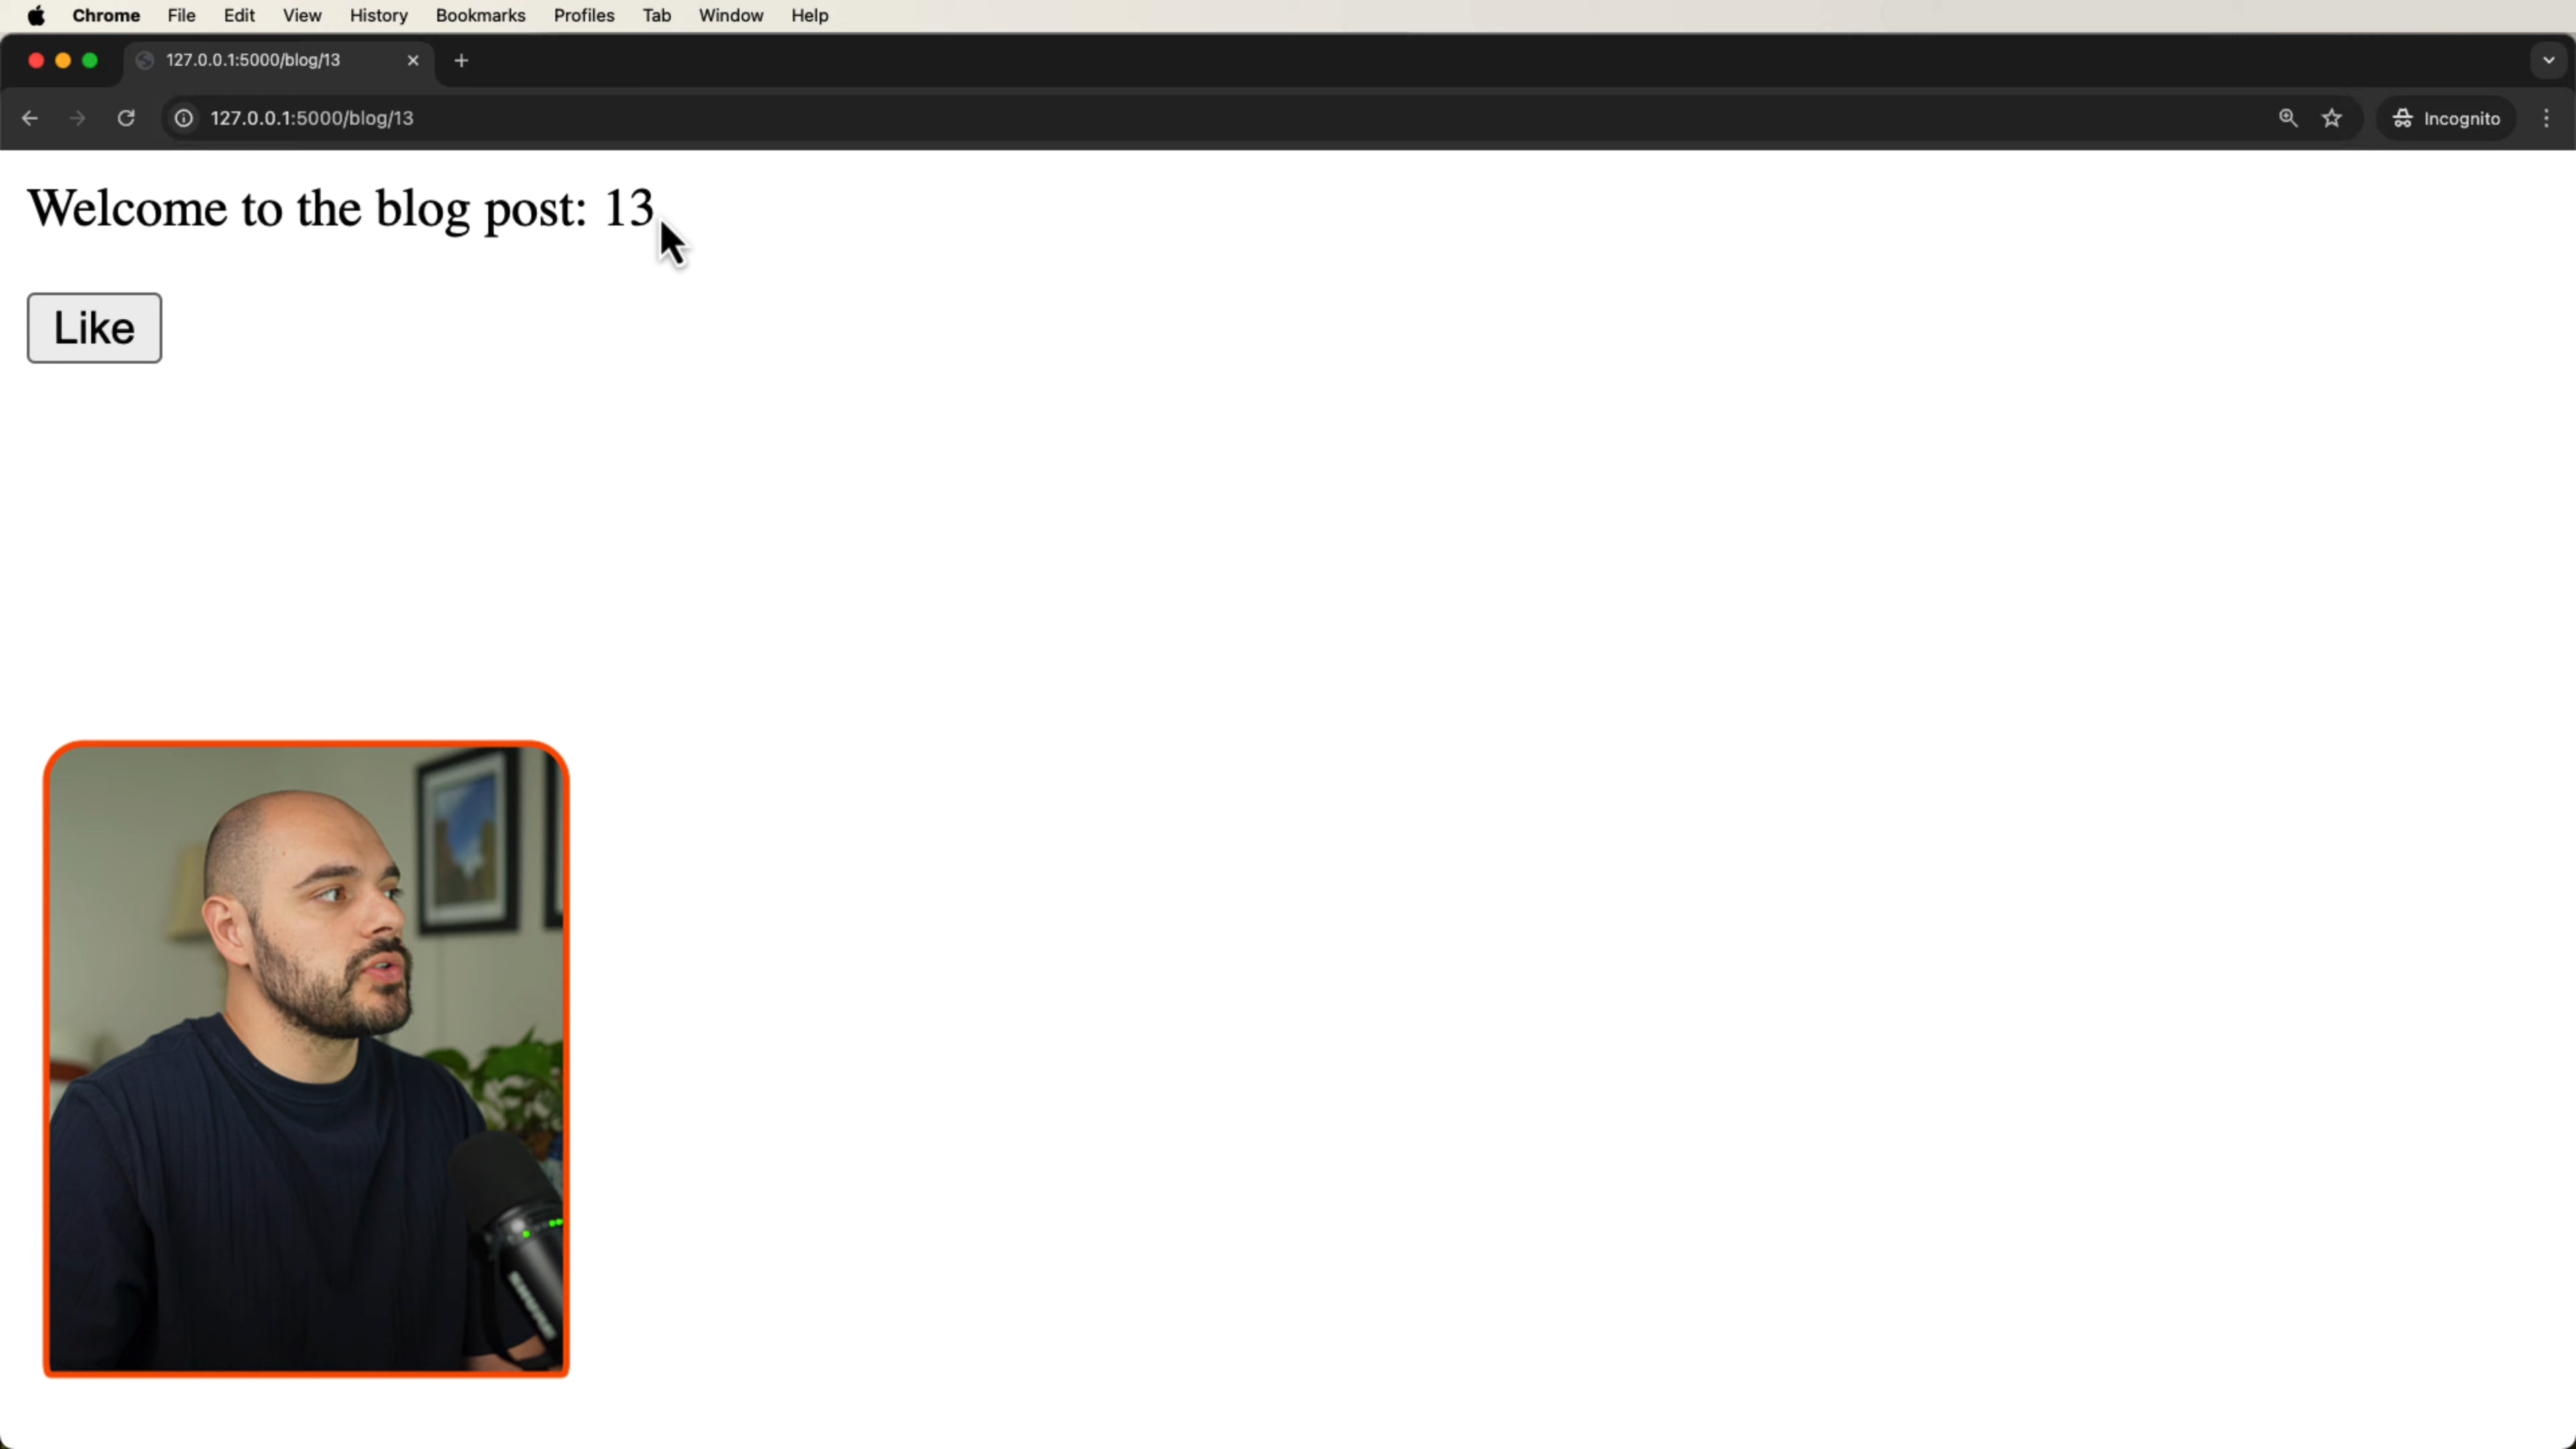 Chrome File Edit View History Bookmarks Profiles Tab Window Help
127.0.0.1:5000/blog/13
127.0.0.1:5000/blog/13
Incognito
Welcome to the blog post: 13
Like